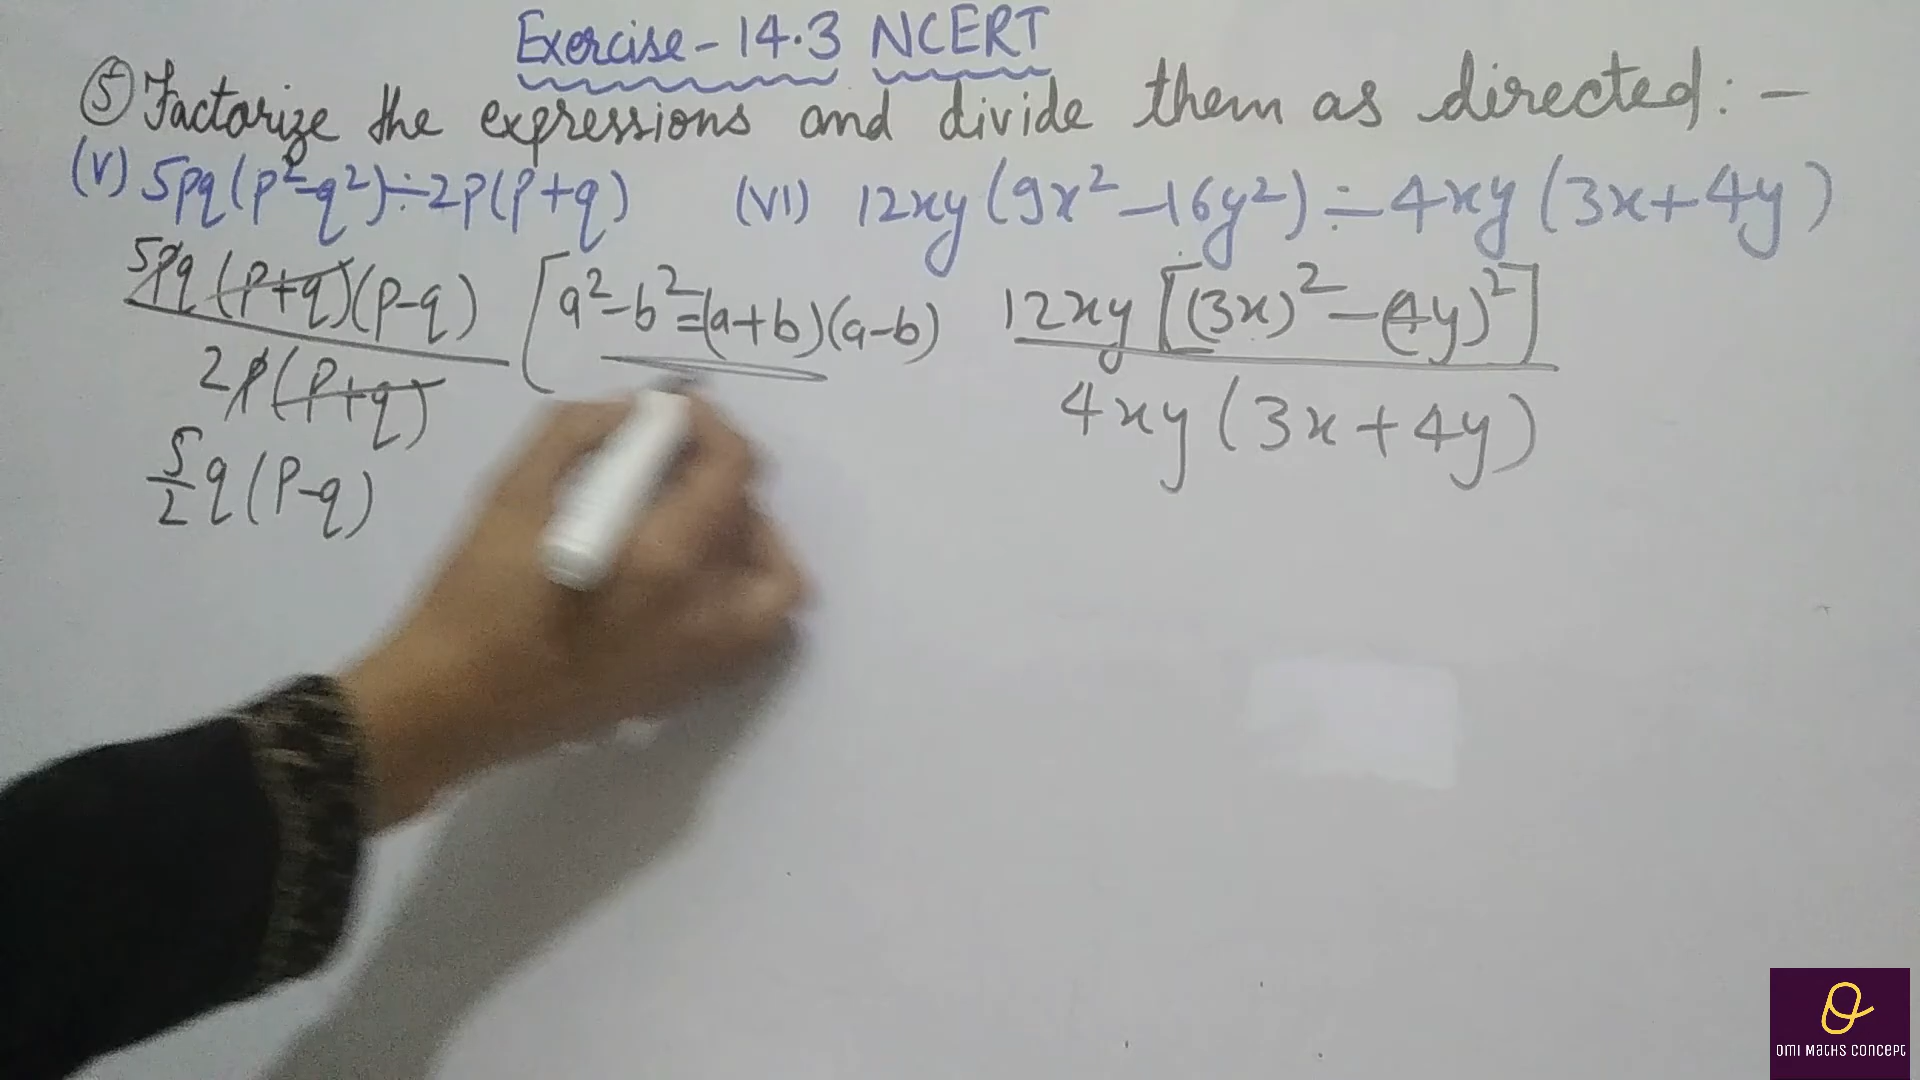 Exercise - 14.3 NCERT
⑤ Factorize the expressions and divide them as directed: -
(V) 5pq(p²-q²)÷2p(p+q) (VI) 12xy(9x²-16y²)÷4xy(3x+4y)
5pq(p+q)(p-q) [a²-b²=(a+b)(a-b) 12xy[(3x)²-(4y)²]
2p(p+q) 4xy(3x+4y)
5/2 q(p-q)
OMI MATHS CONCEPT